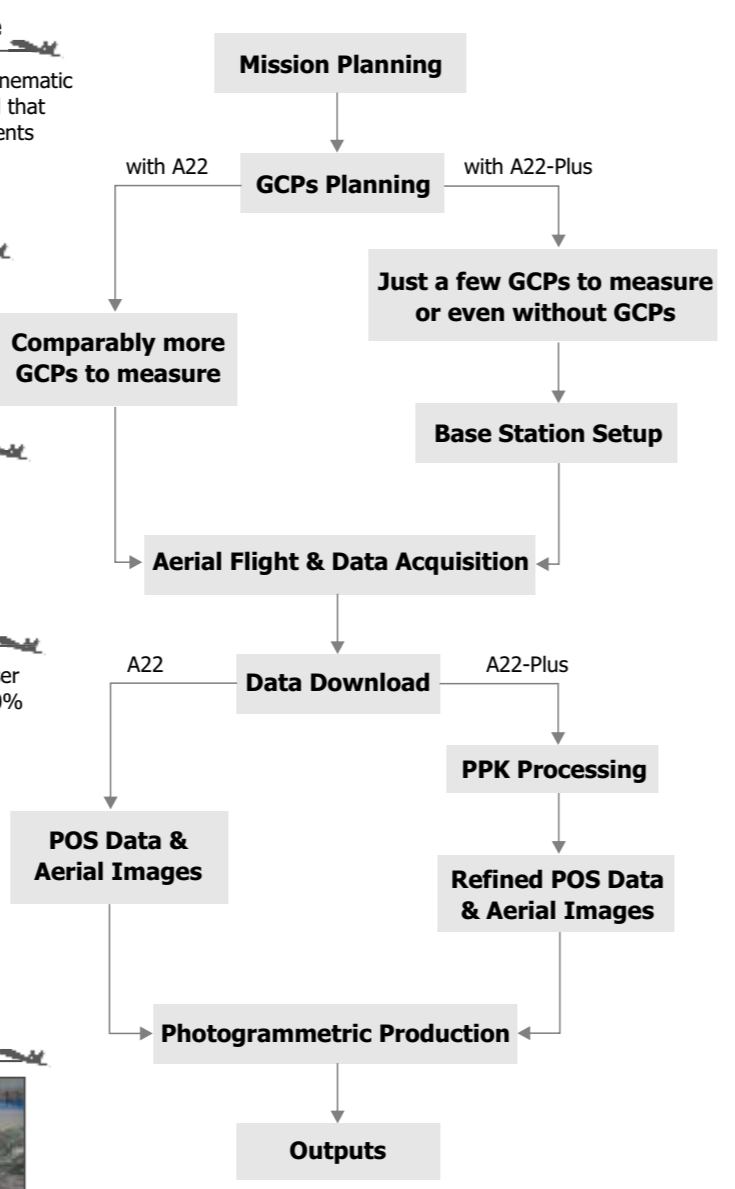 nematic
that
ents
er
Mission Planning
with A22
GCPs Planning
with A22-Plus
Just a few GCPs to measure
or even without GCPs
Comparably more
GCPs to measure
Base Station Setup
Aerial Flight & Data Acquisition
A22
Data Download
A22-Plus
PPK Processing
POS Data &
Aerial Images
Refined POS Data
& Aerial Images
Photogrammetric Production
Outputs